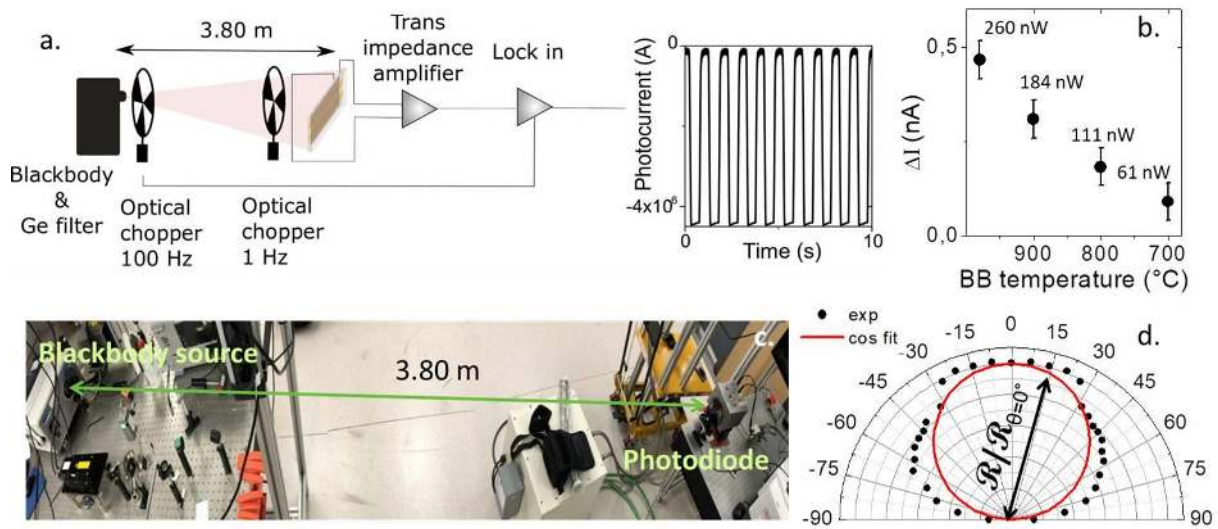 a.
3.80 m
Trans
impedance
amplifier
Lock in
Blackbody
&
Ge filter
Optical
chopper
100 Hz
Optical
chopper
1 Hz
Photocurrent (A)
0
-4x10⁶
0
10
Time (s)
b.
260 nW
184 nW
111 nW
61 nW
ΔI (nA)
0,5
0,0
900
800
700
BB temperature (°C)
c.
Blackbody source
3.80 m
Photodiode
d.
exp
cos fit
-90
-75
-60
-45
-30
-15
0
15
30
45
60
75
90
ℛ/ℛθ=0°